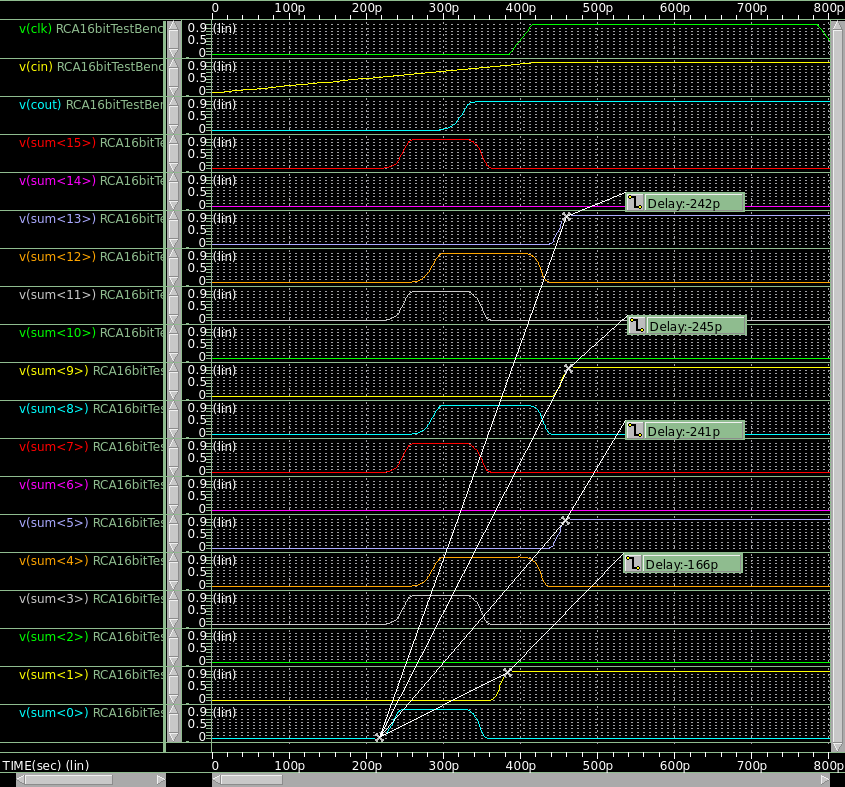 0 100p 200p 300p 400p 500p 600p 700p 800p
v(clk) RCA16bitTestBenc 0.9 0.5 0 (lin)
v(cin) RCA16bitTestBenc 0.9 0.5 0 (lin)
v(cout) RCA16bitTestBer 0.9 0.5 0 (lin)
v(sum<15>) RCA16bitTe 0.9 0.5 0 (lin)
v(sum<14>) RCA16bitTe 0.9 0.5 0 (lin)
Delay:-242p
v(sum<13>) RCA16bitTe 0.9 0.5 0 (lin)
v(sum<12>) RCA16bitTe 0.9 0.5 0 (lin)
v(sum<11>) RCA16bitTe 0.9 0.5 0 (lin)
v(sum<10>) RCA16bitTe 0.9 0.5 0 (lin)
Delay:-245p
v(sum<9>) RCA16bitTes 0.9 0.5 0 (lin)
v(sum<8>) RCA16bitTes 0.9 0.5 0 (lin)
Delay:-241p
v(sum<7>) RCA16bitTes 0.9 0.5 0 (lin)
v(sum<6>) RCA16bitTes 0.9 0.5 0 (lin)
v(sum<5>) RCA16bitTes 0.9 0.5 0 (lin)
v(sum<4>) RCA16bitTes 0.9 0.5 0 (lin)
Delay:-166p
v(sum<3>) RCA16bitTes 0.9 0.5 0 (lin)
v(sum<2>) RCA16bitTes 0.9 0.5 0 (lin)
v(sum<1>) RCA16bitTes 0.9 0.5 0 (lin)
v(sum<0>) RCA16bitTes 0.9 0.5 0 (lin)
TIME(sec) (lin) 0 100p 200p 300p 400p 500p 600p 700p 800p